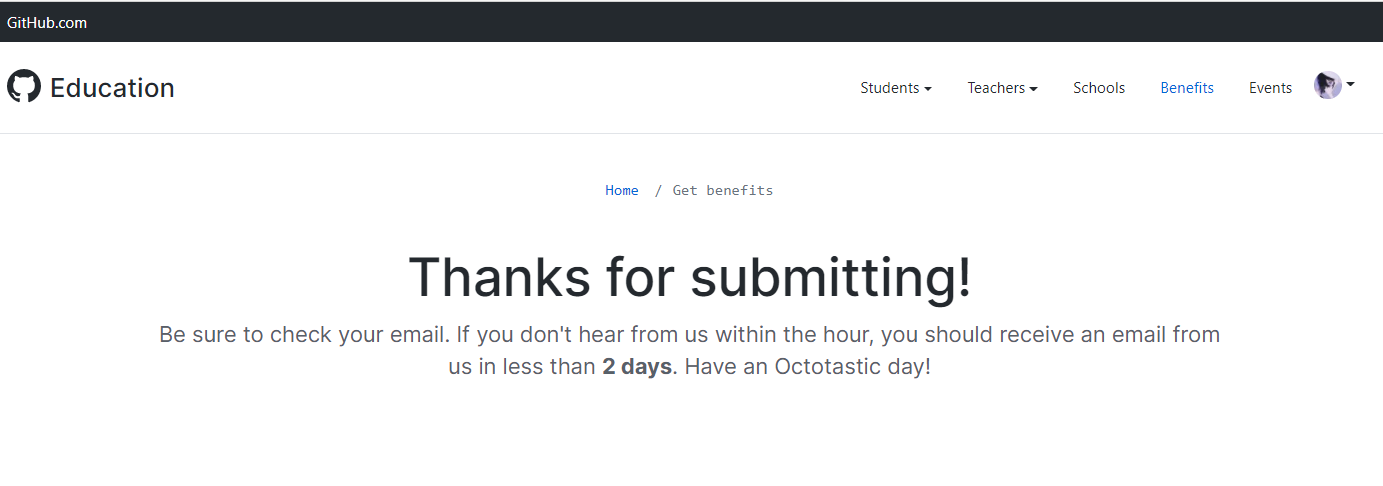 GitHub.com
Education
Students
Teachers
Schools
Benefits
Events
Home / Get benefits
Thanks for submitting!
Be sure to check your email. If you don't hear from us within the hour, you should receive an email from
us in less than 2 days. Have an Octotastic day!